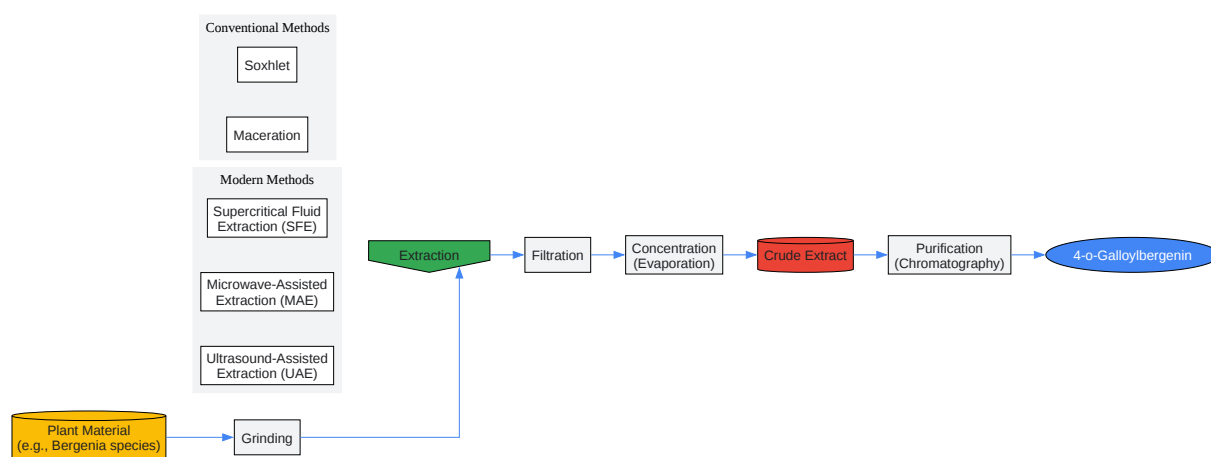 Conventional Methods
Soxhlet
Maceration
Modern Methods
Supercritical Fluid
Extraction (SFE)
Microwave-Assisted
Extraction (MAE)
Ultrasound-Assisted
Extraction (UAE)
Plant Material
(e.g., Bergenia species)
Grinding
Extraction
Filtration
Concentration
(Evaporation)
Crude Extract
Purification
(Chromatography)
4-o-Galloylbergenin